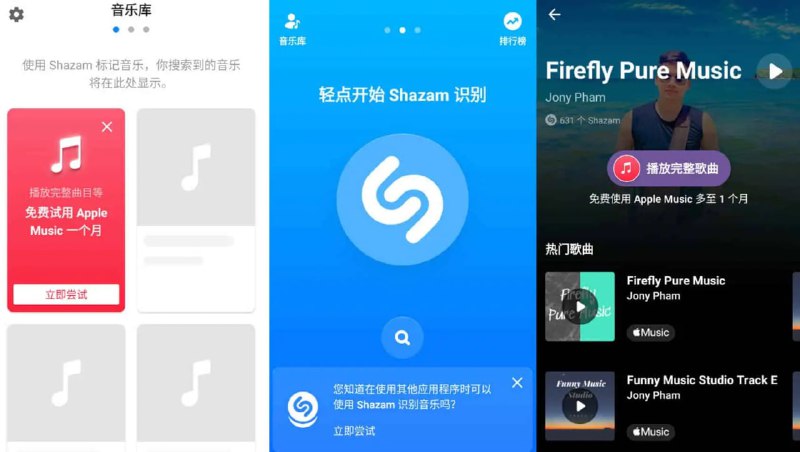 音乐库
使用 Shazam 标记音乐，你搜索到的音乐
将在此处显示。
播放完整曲目等
免费试用 Apple
Music 一个月
立即尝试
音乐库
排行榜
轻点开始 Shazam 识别
您知道在使用其他应用程序时可以
使用 Shazam 识别音乐吗？
立即尝试
Firefly Pure Music
Jony Pham
631 个 Shazam
播放完整歌曲
免费使用 Apple Music 多至 1 个月
热门歌曲
Firefly
Pure Music
Firefly Pure Music
Jony Pham
Music
Funny Music
Studio
Funny Music Studio Track E
Jony Pham
Music